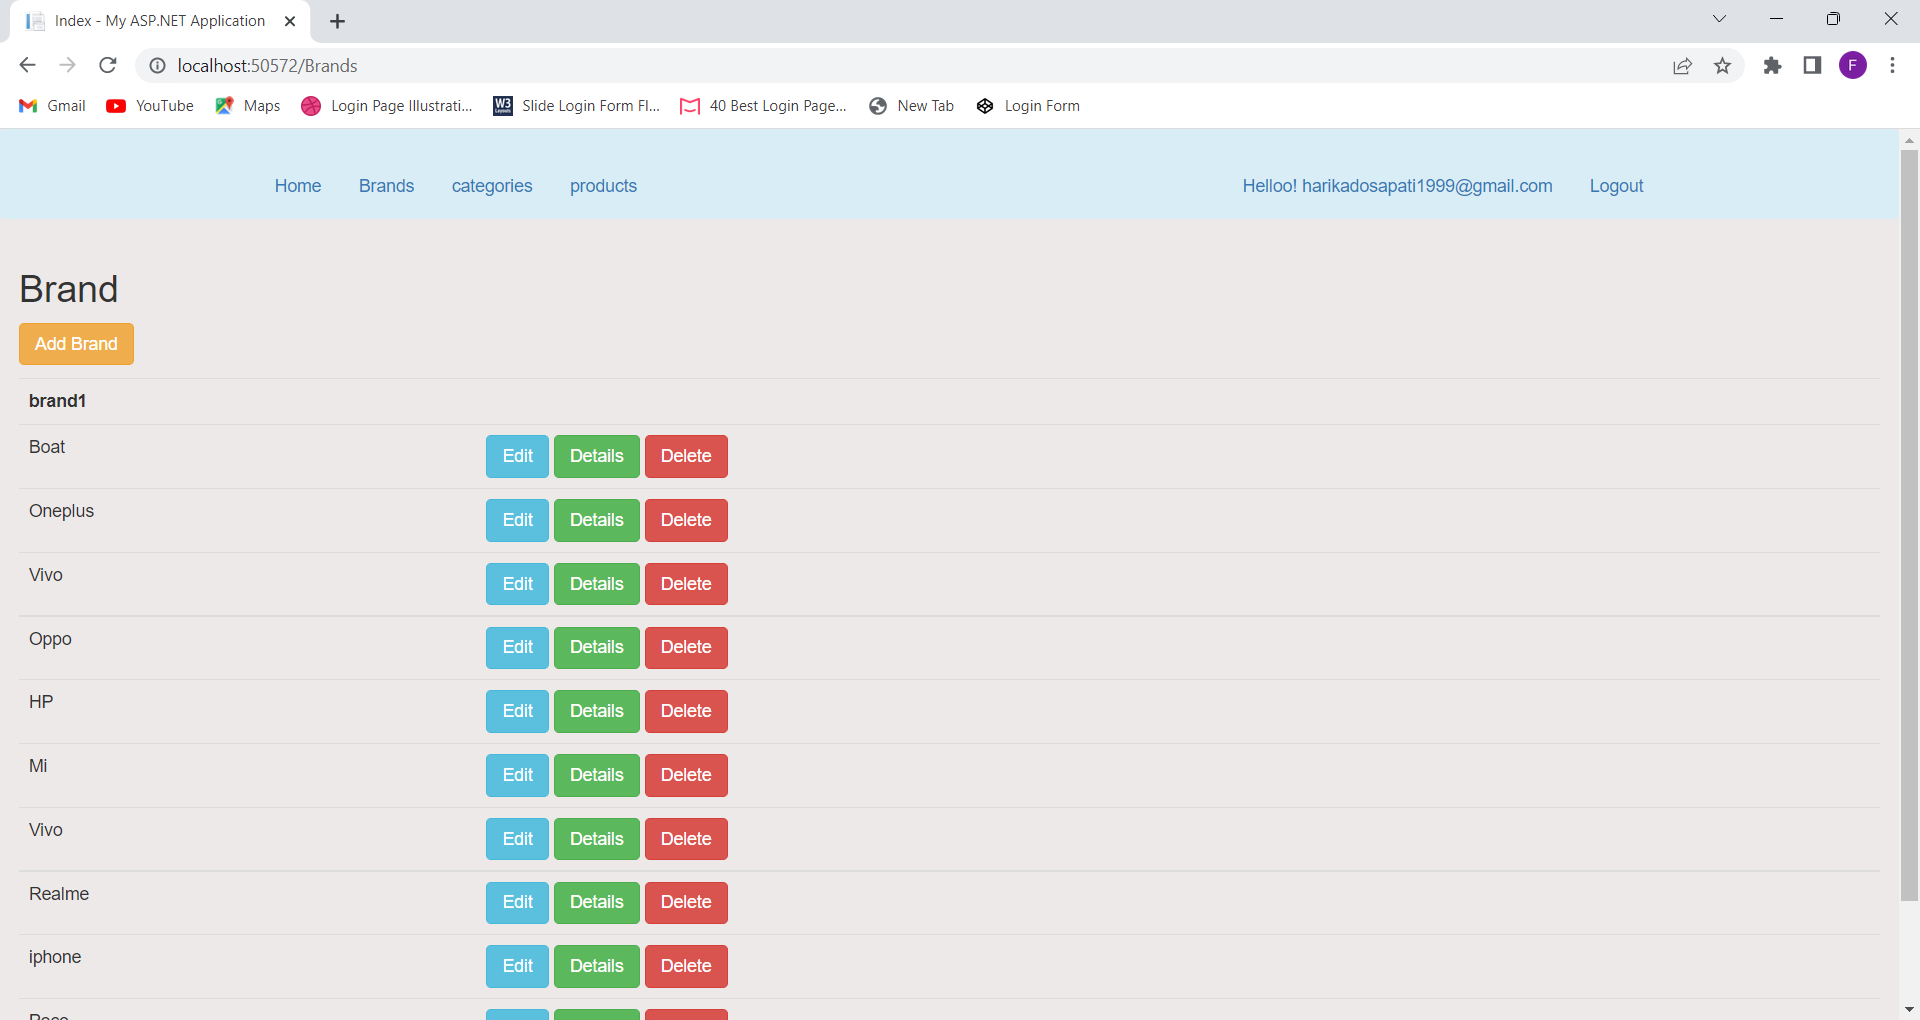 Index - My ASP.NET Application
localhost:50572/Brands
F
Gmail YouTube Maps Login Page Illustrati... W3 Slide Login Form Fl... 40 Best Login Page... New Tab Login Form
Home Brands categories products Helloo! harikadosapati1999@gmail.com Logout
Brand
Add Brand
brand1
Boat Edit Details Delete
Oneplus Edit Details Delete
Vivo Edit Details Delete
Oppo Edit Details Delete
HP Edit Details Delete
Mi Edit Details Delete
Vivo Edit Details Delete
Realme Edit Details Delete
iphone Edit Details Delete